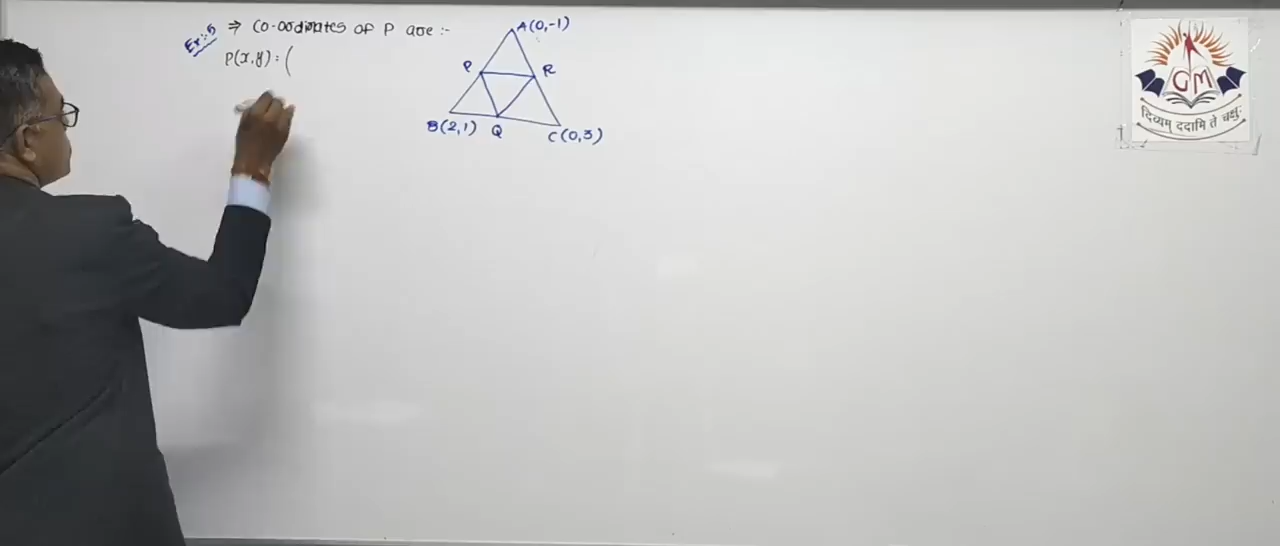 Ex:5 ⇒ Co-ordinates of P are :-
P(x,y) : (
A(0,-1)
P
R
B(2,1)
Q
C(0,3)
GM
दिव्यम् ददामि ते चक्षुः